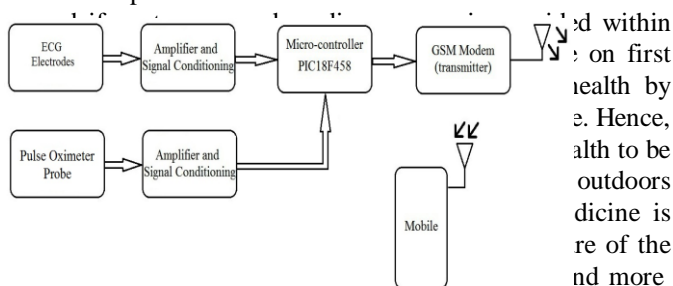 ECG
Electrodes
Amplifier and
Signal Conditioning
Micro-controller
PIC18F458
GSM Modem
(transmitter)
Pulse Oximeter
Probe
Amplifier and
Signal Conditioning
Mobile
within
on first
health by
e. Hence,
alth to be
outdoors
dicine is
re of the
nd more